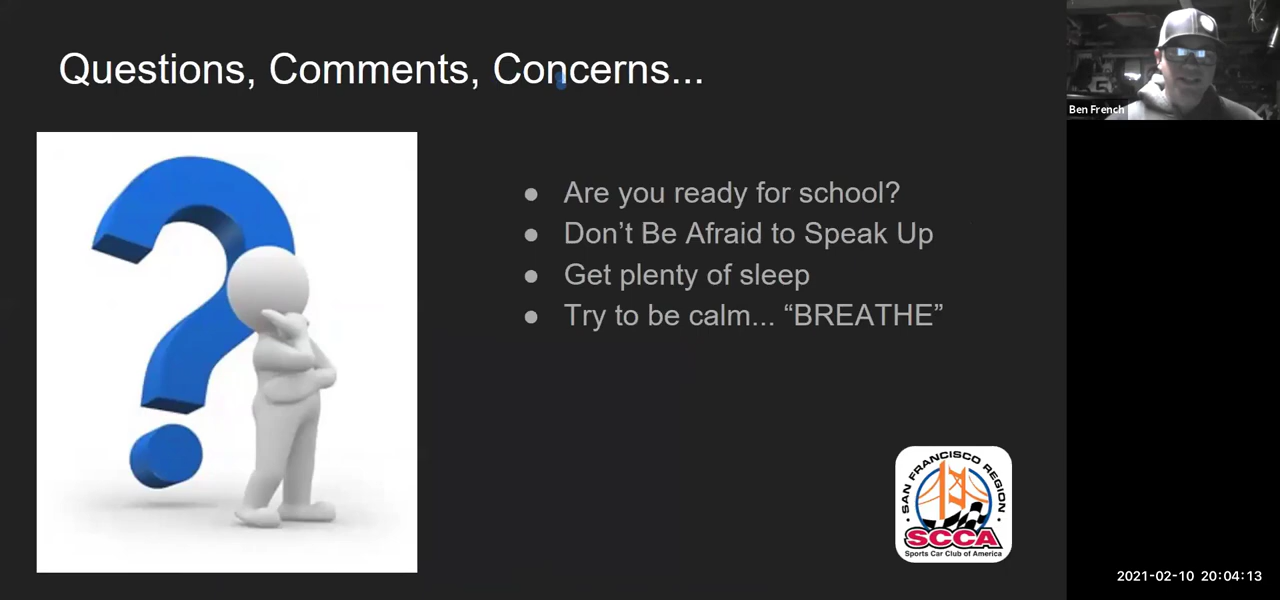 Questions, Comments, Concerns...
Ben French
● Are you ready for school?
● Don't Be Afraid to Speak Up
● Get plenty of sleep
● Try to be calm... “BREATHE”
SAN FRANCISCO REGION
SCCA
Sports Car Club of America
2021-02-10 20:04:13